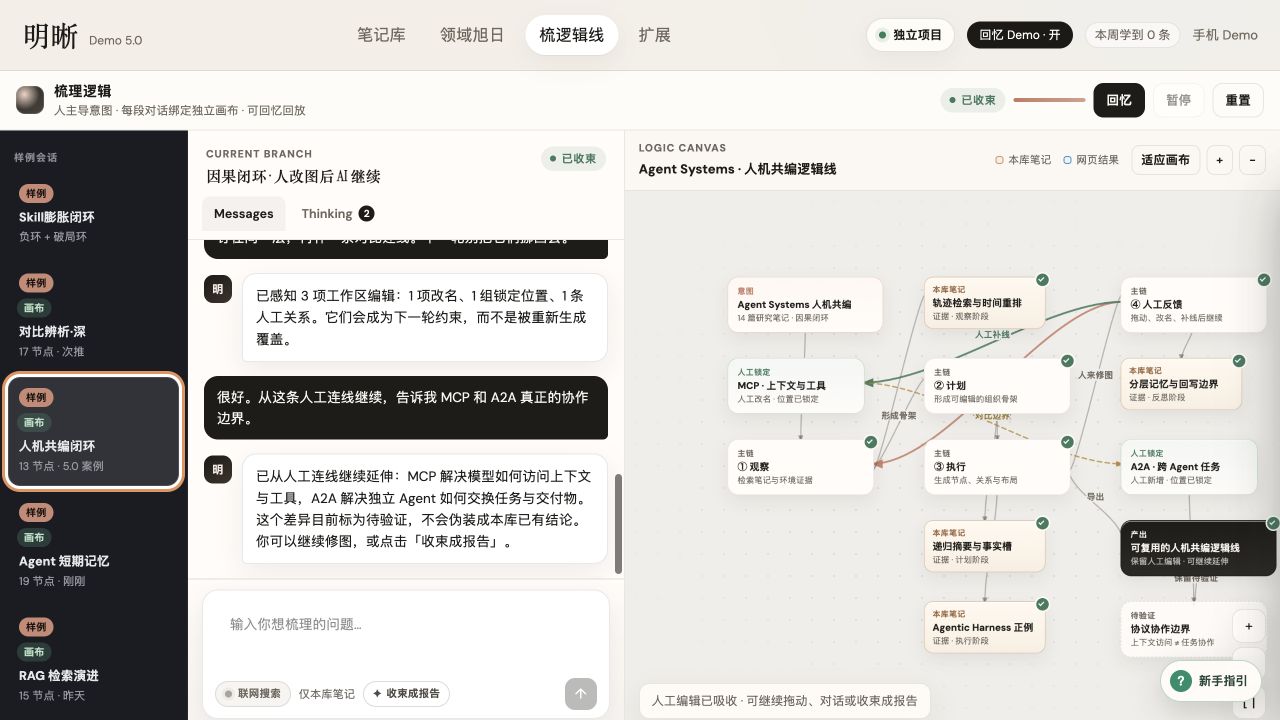 明晰 Demo 5.0
笔记库 领域旭日 梳逻辑线 扩展
独立项目 回忆 Demo · 开 本周学到 0 条 手机 Demo
梳理逻辑
人主导意图 · 每段对话绑定独立画布 · 可回忆回放
已收束 回忆 暂停 重置
样例会话
样例
Skill膨胀闭环
负环 + 破局环
样例
画布
对比辨析·深
17 节点 · 次推
样例
画布
人机共编闭环
13 节点 · 5.0 案例
样例
画布
Agent 短期记忆
19 节点 · 刚刚
样例
画布
RAG 检索演进
15 节点 · 昨天
CURRENT BRANCH
因果闭环·人改图后 AI 继续
已收束
Messages Thinking 2
明
已感知 3 项工作区编辑：1 项改名、1 组锁定位置、1 条
人工关系。它们会成为下一轮约束，而不是被重新生成
覆盖。
很好。从这条人工连线继续，告诉我 MCP 和 A2A 真正的协作
边界。
明
已从人工连线继续延伸：MCP 解决模型如何访问上下文
与工具，A2A 解决独立 Agent 如何交换任务与交付物。
这个差异目前标为待验证，不会伪装成本库已有结论。
你可以继续修图，或点击「收束成报告」。
输入你想梳理的问题…
联网搜索 仅本库笔记 ✦ 收束成报告
LOGIC CANVAS
Agent Systems · 人机共编逻辑线
本库笔记 网页结果 适应画布 + −
意图
Agent Systems 人机共编
14 篇研究笔记 · 因果闭环
本库笔记
轨迹检索与时间重排
证据 · 观察阶段
主链
④ 人工反馈
拖动、改名、补线后继续
人工补线
人工锁定
MCP · 上下文与工具
人工改名 · 位置已锁定
主链
② 计划
形成可编辑的组织骨架
人来修图
本库笔记
分层记忆与回写边界
证据 · 反思阶段
形成骨架
对比边界
主链
① 观察
检索笔记与环境证据
主链
③ 执行
生成节点、关系与布局
人工锁定
A2A · 跨 Agent 任务
人工新增 · 位置已锁定
导出
本库笔记
递归摘要与事实槽
证据 · 计划阶段
产出
可复用的人机共编逻辑线
保留人工编辑 · 可继续延伸
保留待验证
本库笔记
Agentic Harness 正例
证据 · 执行阶段
待验证
协议协作边界
上下文访问 ≠ 任务协作
+
? 新手指引
人工编辑已吸收 · 可继续拖动、对话或收束成报告